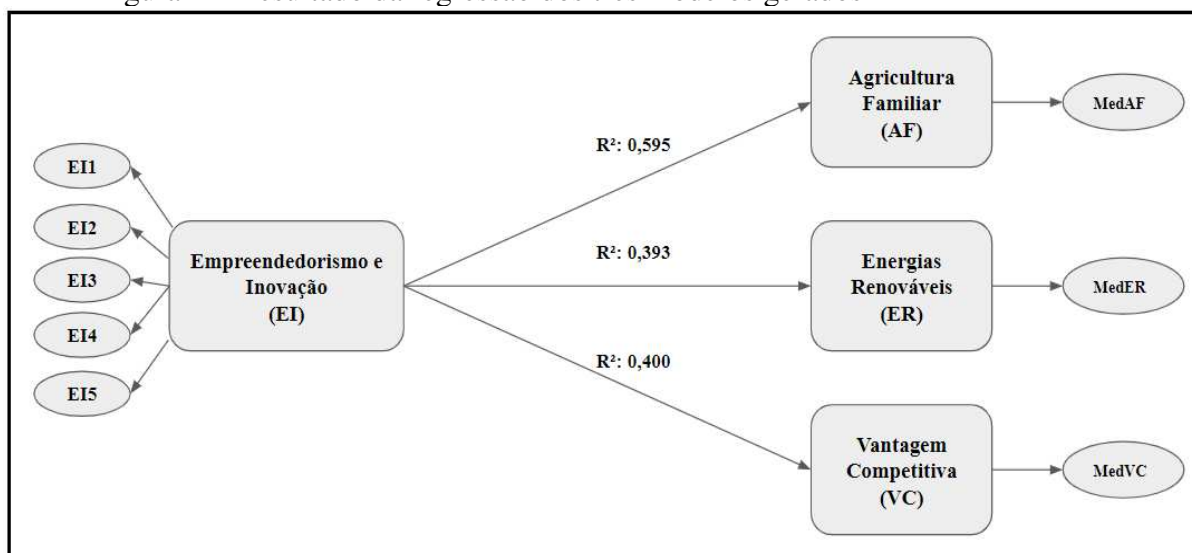 Agricultura
Familiar
(AF)
MedAF
R²: 0,595
EI1
EI2
EI3
EI4
EI5
Empreendedorismo e
Inovação
(EI)
R²: 0,393
Energias
Renováveis
(ER)
MedER
R²: 0,400
Vantagem
Competitiva
(VC)
MedVC